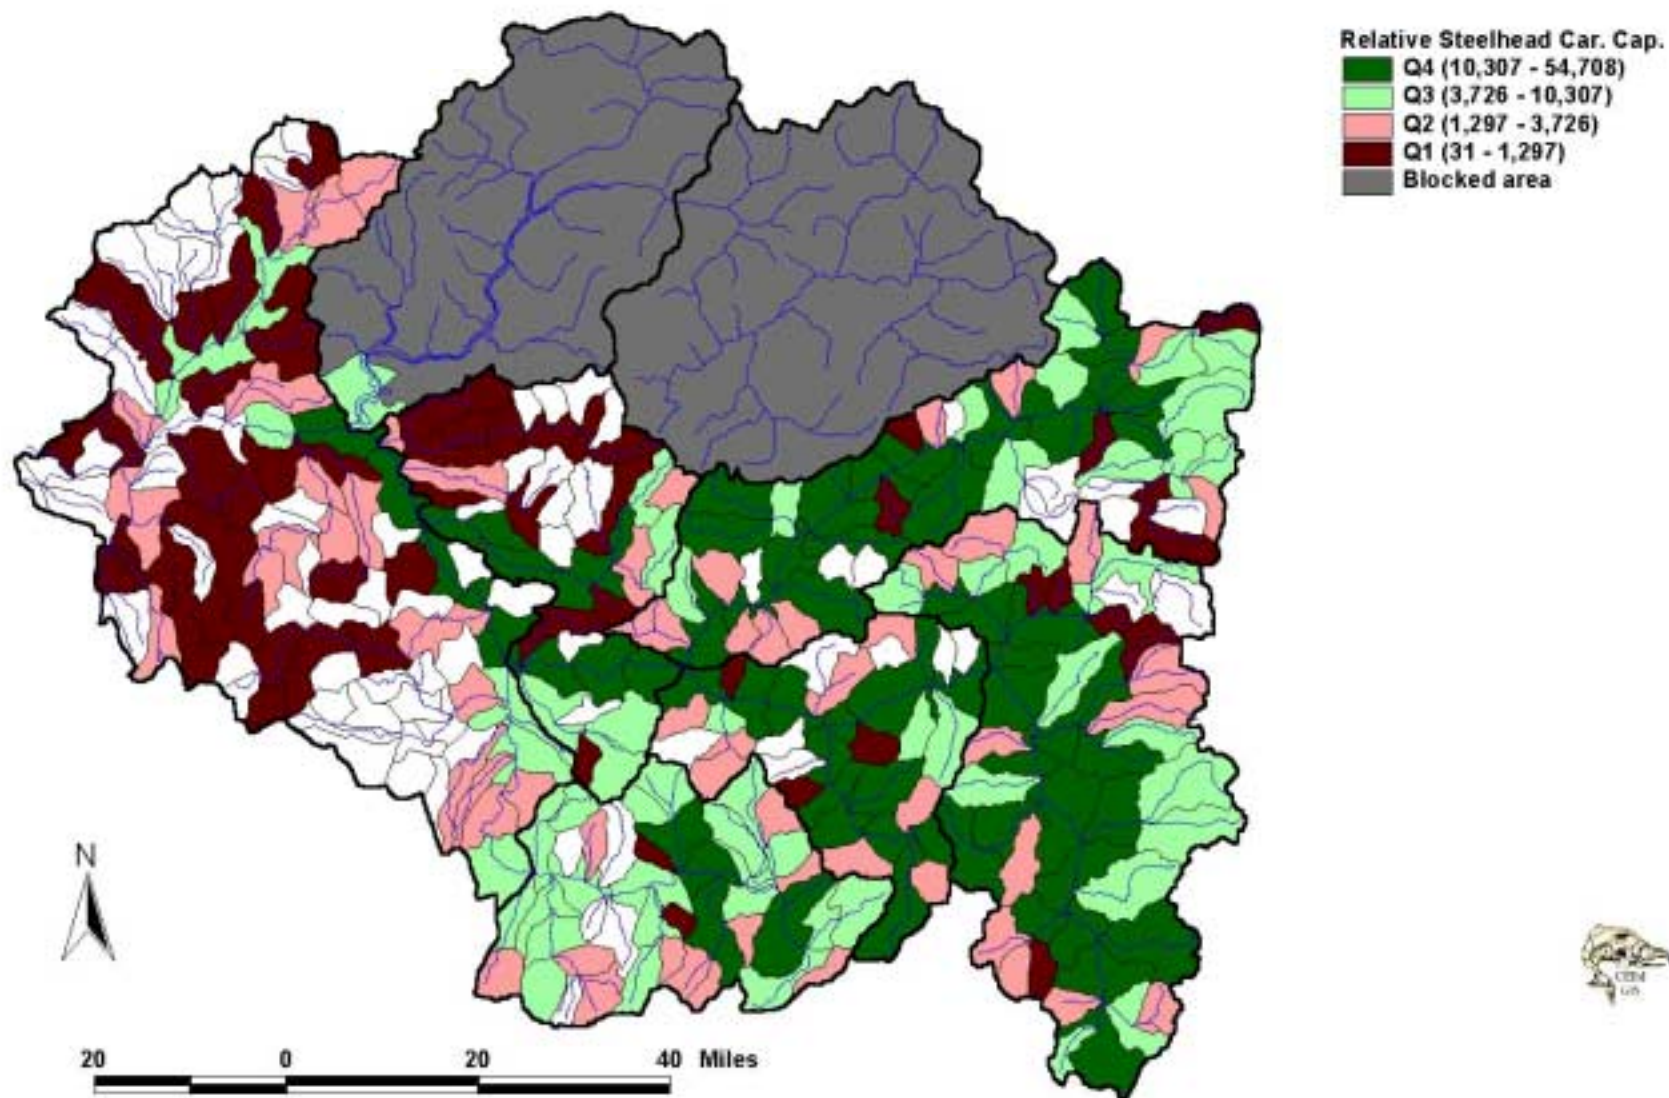 Relative Steelhead Car. Cap.
Q4 (10,307 - 54,708)
Q3 (3,726 - 10,307)
Q2 (1,297 - 3,726)
Q1 (31 - 1,297)
Blocked area
N
20 0 20 40 Miles